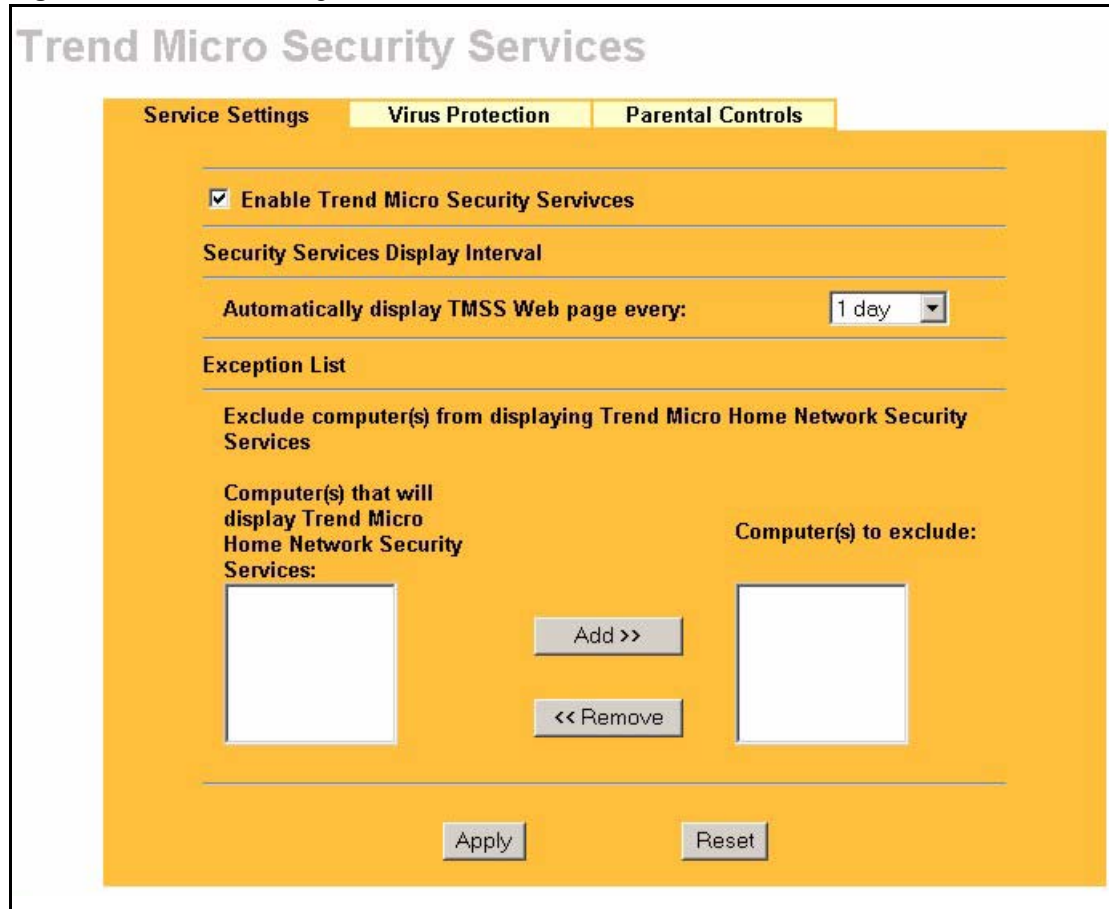 Trend Micro Security Services
Service Settings
Virus Protection
Parental Controls
Enable Trend Micro Security Servivces
Security Services Display Interval
Automatically display TMSS Web page every:
1 day
Exception List
Exclude computer(s) from displaying Trend Micro Home Network Security
Services
Computer(s) that will
display Trend Micro
Home Network Security
Services:
Computer(s) to exclude:
Add >>
<< Remove
Apply
Reset